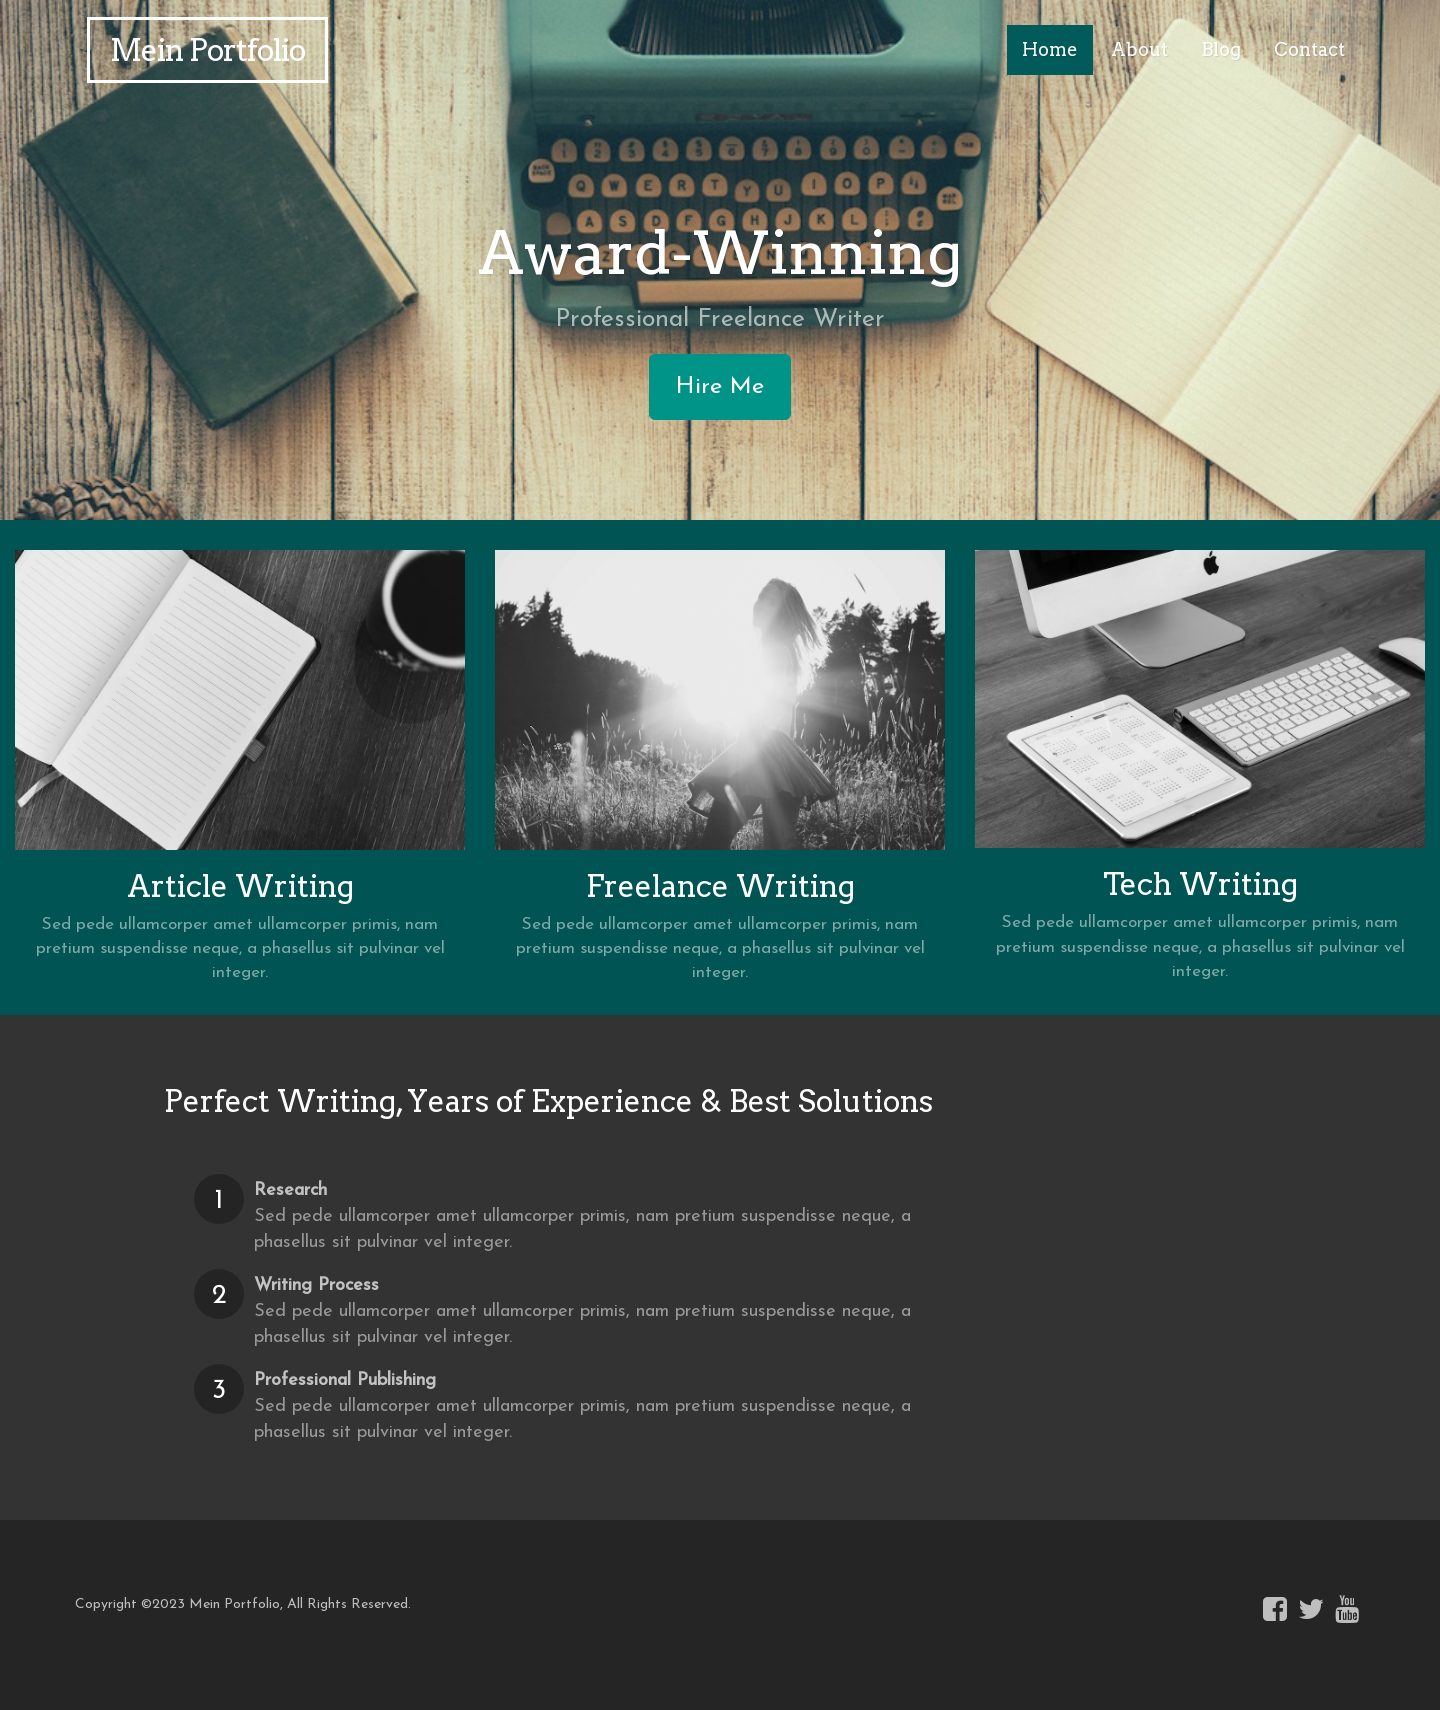 Mein Portfolio
Home About Blog Contact
BACK SPACE
Q W E R T Y U I O P
TAB
MAR REL
A S D F G H J K L
Award-Winning
Professional Freelance Writer
Hire Me
Article Writing
Sed pede ullamcorper amet ullamcorper primis, nam
pretium suspendisse neque, a phasellus sit pulvinar vel
integer.
Freelance Writing
Sed pede ullamcorper amet ullamcorper primis, nam
pretium suspendisse neque, a phasellus sit pulvinar vel
integer.
Tech Writing
Sed pede ullamcorper amet ullamcorper primis, nam
pretium suspendisse neque, a phasellus sit pulvinar vel
integer.
Perfect Writing, Years of Experience & Best Solutions
1 Research
Sed pede ullamcorper amet ullamcorper primis, nam pretium suspendisse neque, a
phasellus sit pulvinar vel integer.
2 Writing Process
Sed pede ullamcorper amet ullamcorper primis, nam pretium suspendisse neque, a
phasellus sit pulvinar vel integer.
3 Professional Publishing
Sed pede ullamcorper amet ullamcorper primis, nam pretium suspendisse neque, a
phasellus sit pulvinar vel integer.
Copyright ©2023 Mein Portfolio, All Rights Reserved.
You
Tube